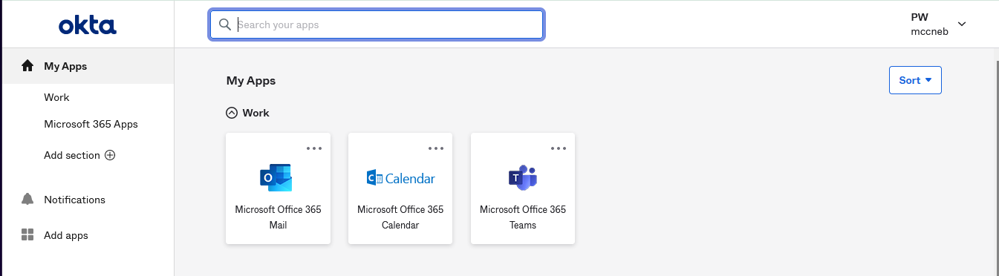 okta
Search your apps
PW
mccneb
My Apps
Work
Microsoft 365 Apps
Add section
Notifications
Add apps
My Apps
Sort
Work
O
Microsoft Office 365
Mail
C Calendar
Microsoft Office 365
Calendar
T
Microsoft Office 365
Teams